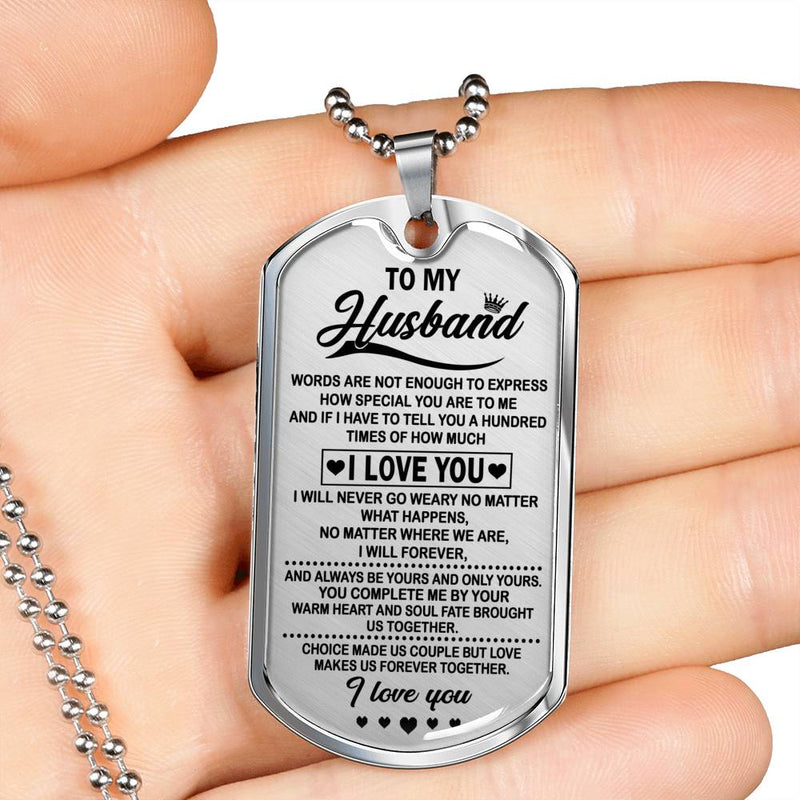 TO MY
Husband
WORDS ARE NOT ENOUGH TO EXPRESS
HOW SPECIAL YOU ARE TO ME
AND IF I HAVE TO TELL YOU A HUNDRED
TIMES OF HOW MUCH
I LOVE YOU
I WILL NEVER GO WEARY NO MATTER
WHAT HAPPENS,
NO MATTER WHERE WE ARE,
I WILL FOREVER,
AND ALWAYS BE YOURS AND ONLY YOURS.
YOU COMPLETE ME BY YOUR
WARM HEART AND SOUL FATE BROUGHT
US TOGETHER.
CHOICE MADE US COUPLE BUT LOVE
MAKES US FOREVER TOGETHER.
I love you